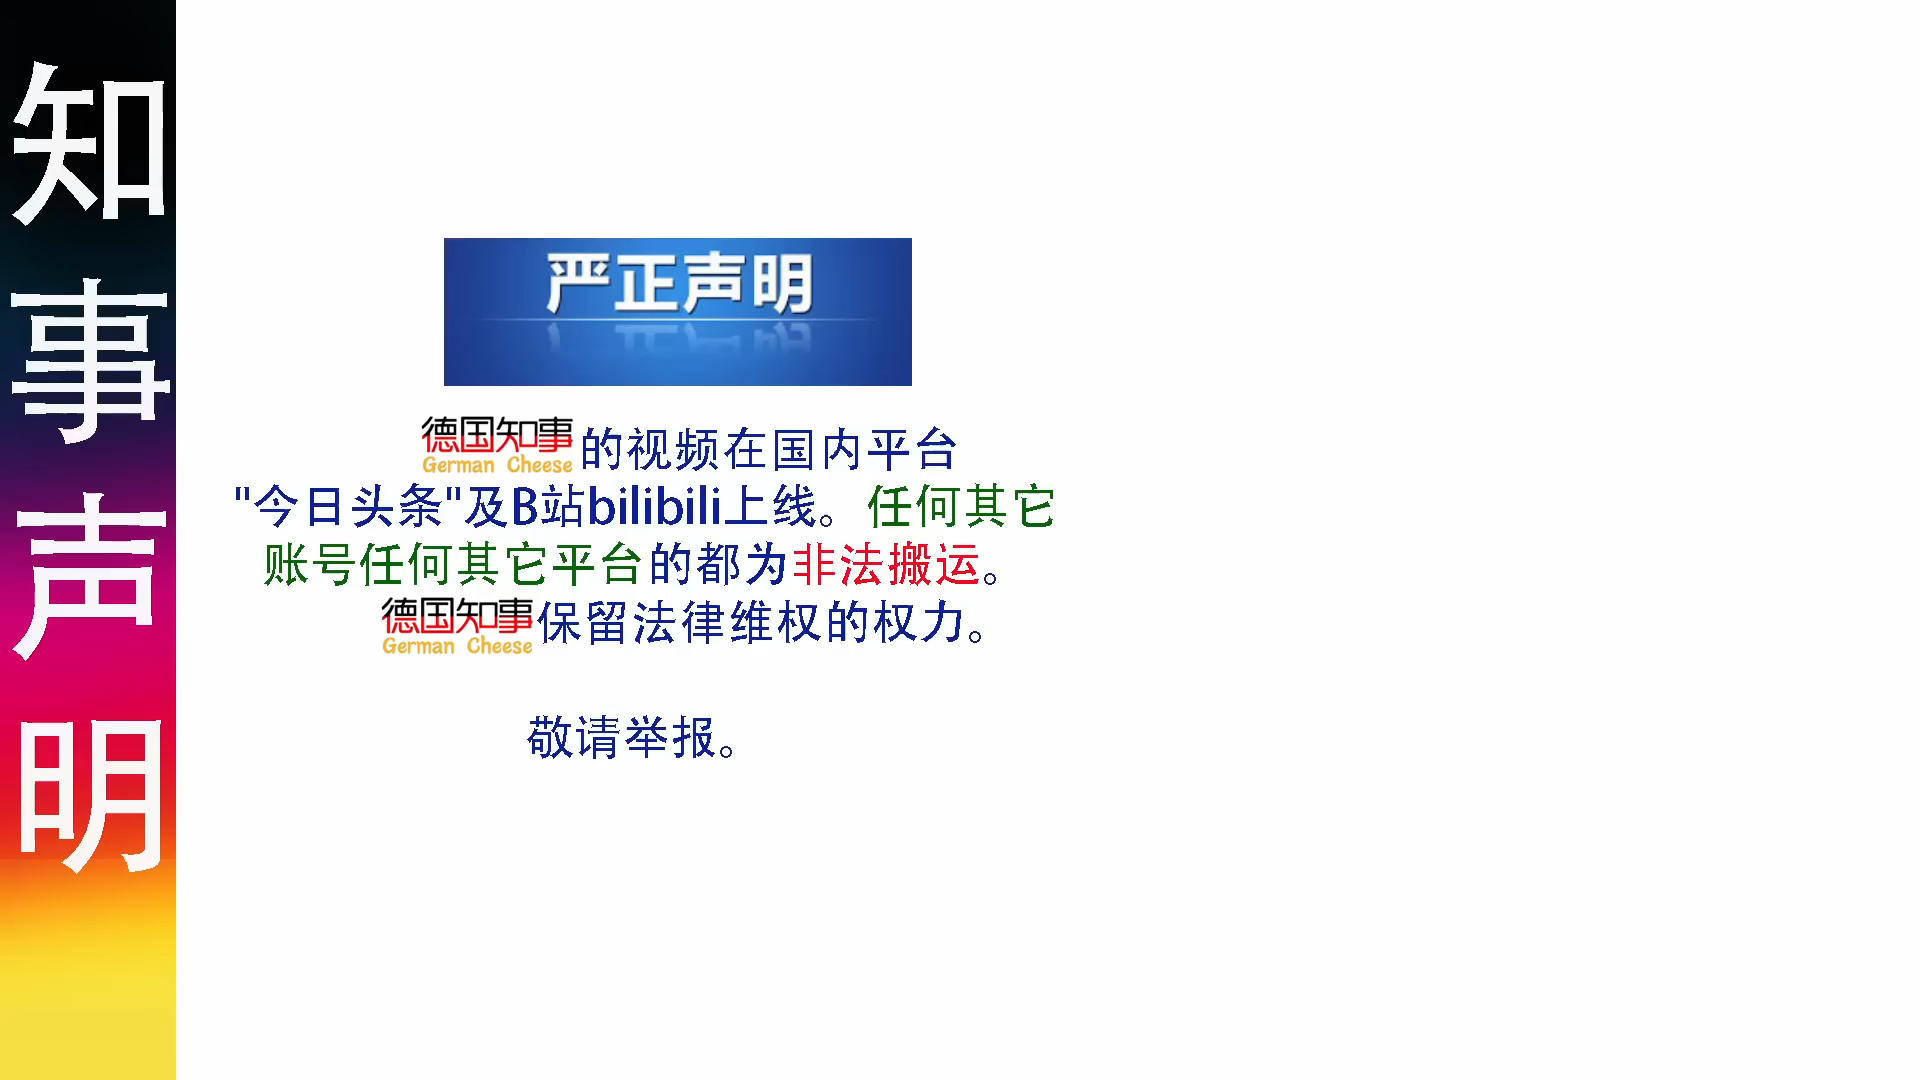 知事声明
严正声明
德国知事的视频在国内平台
German Cheese
"今日头条"及B站bilibili上线。任何其它
账号任何其它平台的都为非法搬运。
德国知事保留法律维权的权力。
German Cheese
敬请举报。